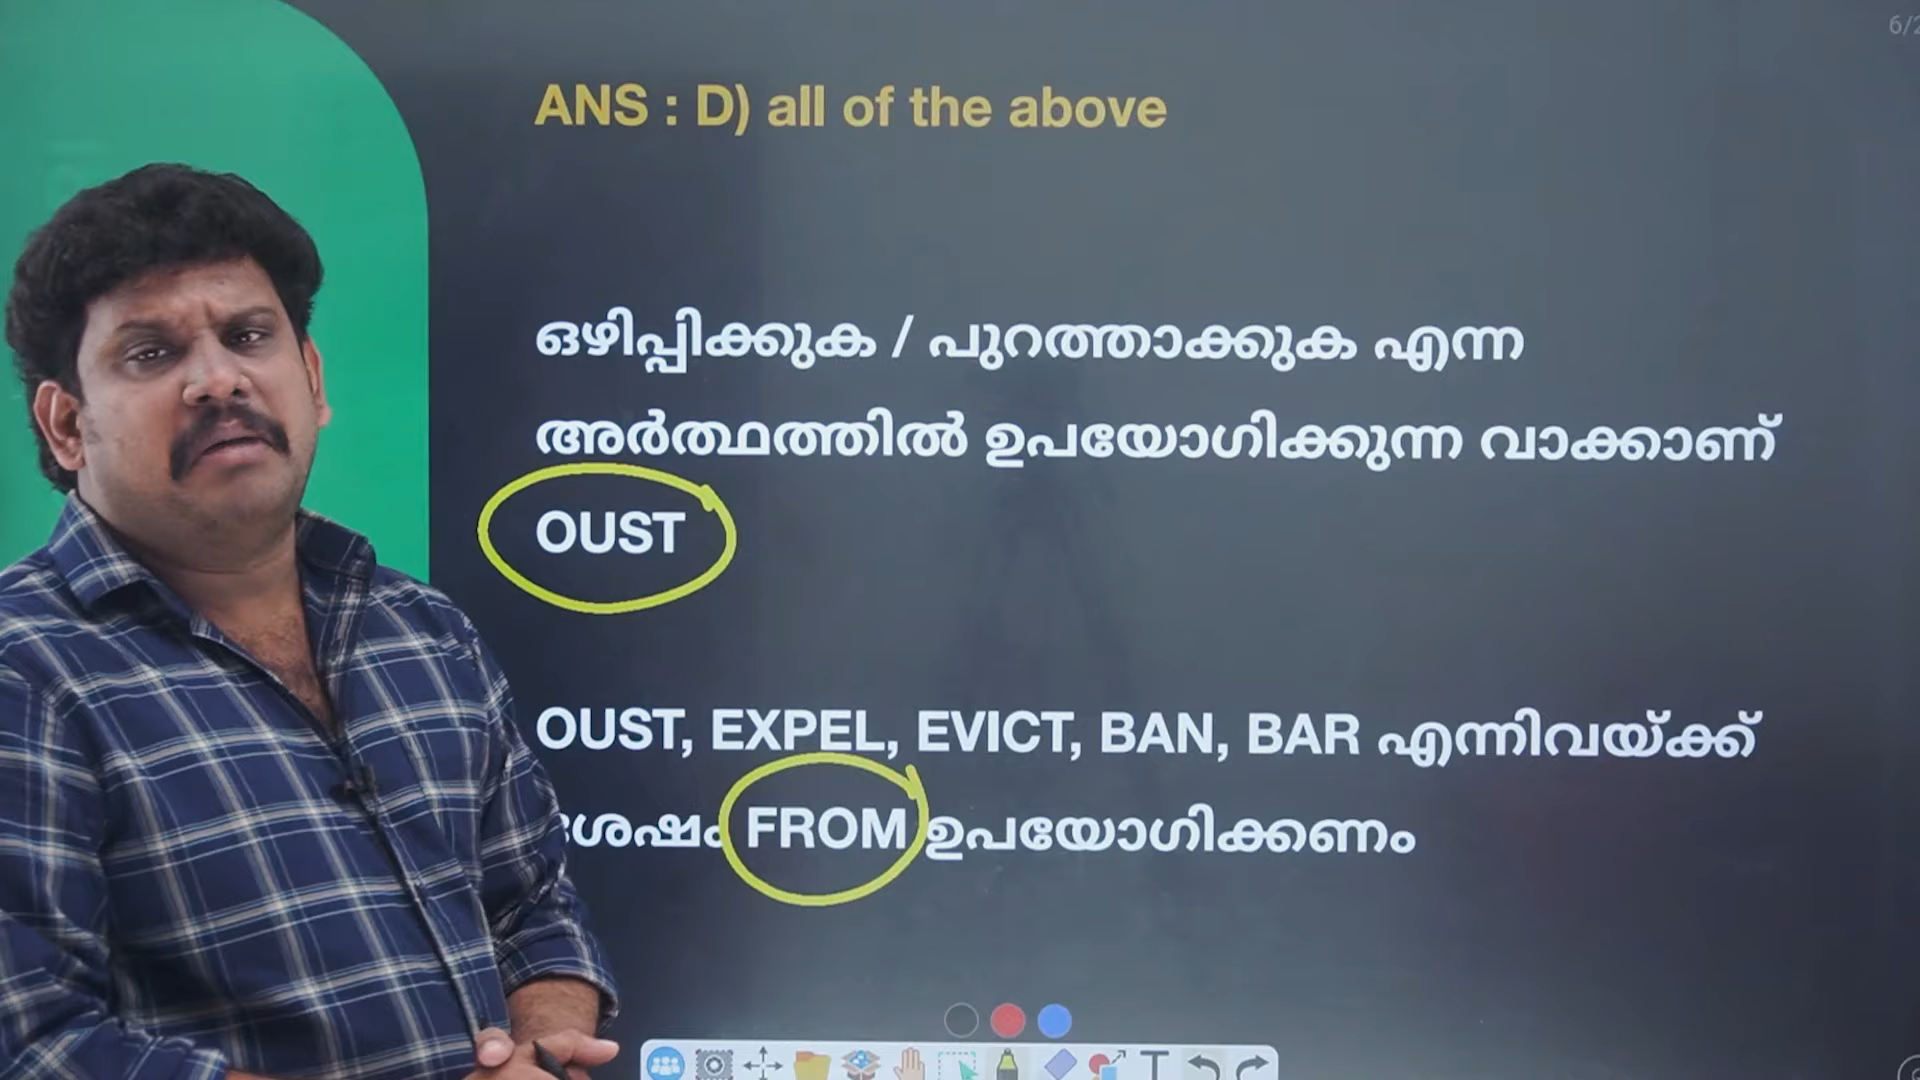 ANS : D) all of the above
ഒഴിപ്പിക്കുക / പുറത്താക്കുക എന്ന
അർത്ഥത്തിൽ ഉപയോഗിക്കുന്ന വാക്കാണ്
OUST
OUST, EXPEL, EVICT, BAN, BAR എന്നിവയ്ക്ക്
ശേഷം FROM ഉപയോഗിക്കണം